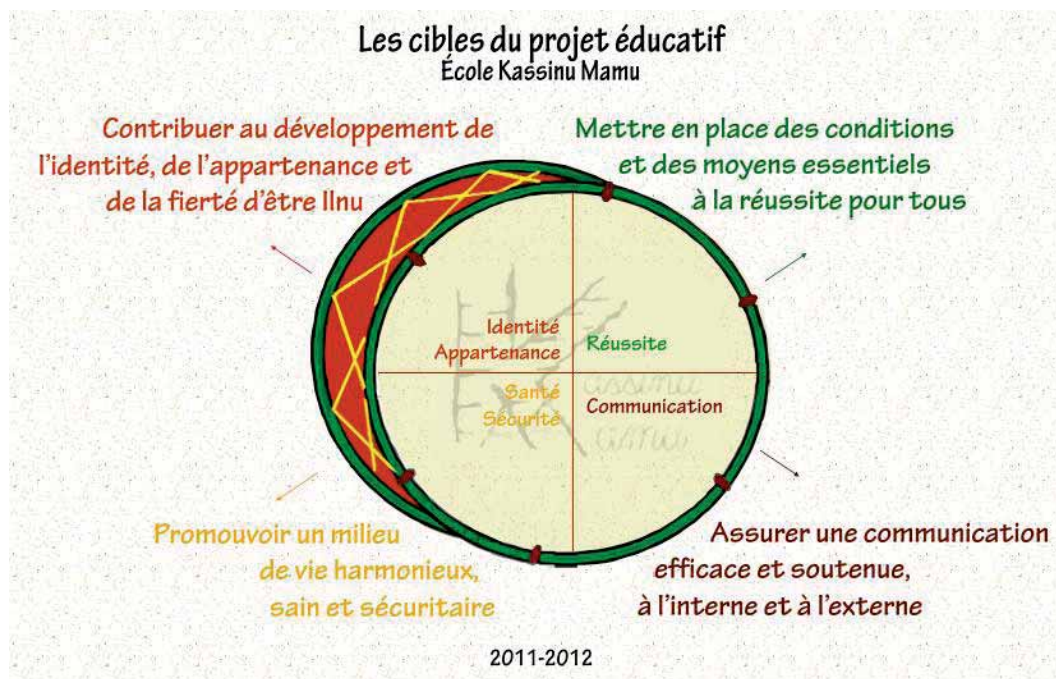 Les cibles du projet éducatif
École Kassinu Mamu
Contribuer au développement de
l'identité, de l'appartenance et
de la fierté d'être Ilnu
Mettre en place des conditions
et des moyens essentiels
à la réussite pour tous
Identité
Appartenance
Réussite
Santé
Sécurité
Communication
assinu
amu
Promouvoir un milieu
de vie harmonieux,
sain et sécuritaire
Assurer une communication
efficace et soutenue,
à l'interne et à l'externe
2011-2012